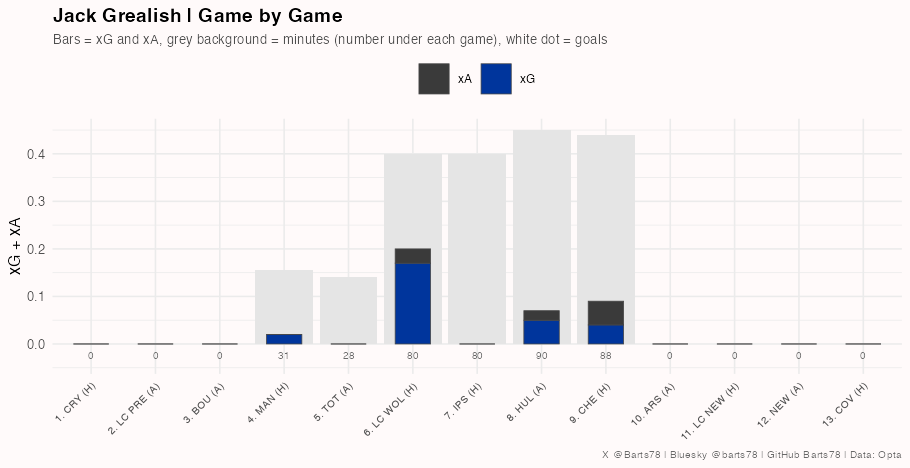 Jack Grealish | Game by Game
Bars = xG and xA, grey background = minutes (number under each game), white dot = goals
xA xG
xG + xA
0.4
0.3
0.2
0.1
0.0
0 0 0 31 28 80 80 90 88 0 0 0 0
1. CRY (H)
2. LC PRE (A)
3. BOU (A)
4. MAN (H)
5. TOT (A)
6. LC WOL (H)
7. IPS (H)
8. HUL (A)
9. CHE (H)
10. ARS (A)
11. LC NEW (H)
12. NEW (A)
13. COV (H)
X @Barts78 | Bluesky @barts78 | GitHub Barts78 | Data: Opta